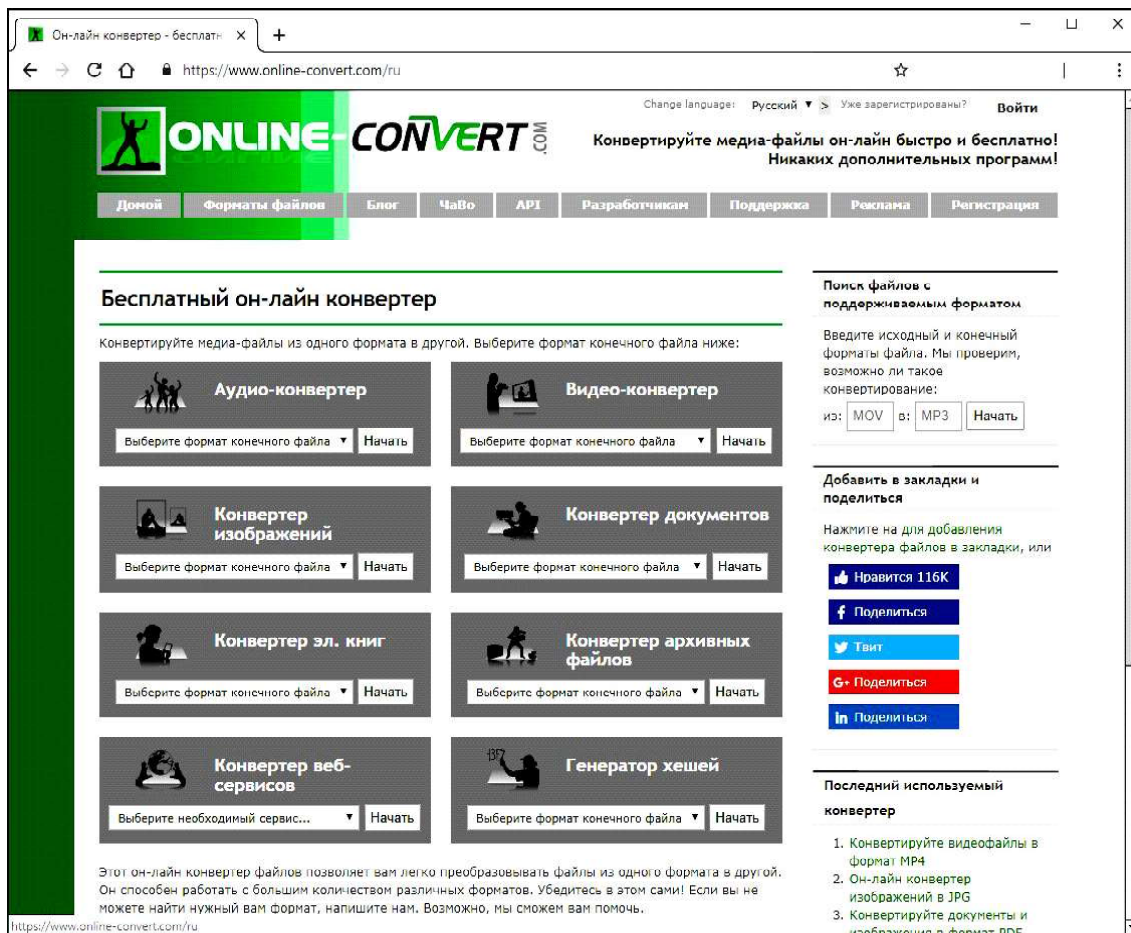 Он-лайн конвертер - бесплатн
https://www.online-convert.com/ru
Change language: Русский > Уже зарегистрированы? Войти
ONLINE-CONVERT.COM
Конвертируйте медиа-файлы он-лайн быстро и бесплатно!
Никаких дополнительных программ!
Домой Форматы файлов Блог ЧаВо API Разработчикам Поддержка Реклама Регистрация
Бесплатный он-лайн конвертер
Конвертируйте медиа-файлы из одного формата в другой. Выберите формат конечного файла ниже:
Аудио-конвертер
Выберите формат конечного файла Начать
Видео-конвертер
Выберите формат конечного файла Начать
Конвертер
изображений
Выберите формат конечного файла Начать
Конвертер документов
Выберите формат конечного файла Начать
Конвертер эл. книг
Выберите формат конечного файла Начать
Конвертер архивных
файлов
Выберите формат конечного файла Начать
Конвертер веб-
сервисов
Выберите необходимый сервис... Начать
1357
Генератор хешей
Выберите формат конечного файла Начать
Этот он-лайн конвертер файлов позволяет вам легко преобразовывать файлы из одного формата в другой.
Он способен работать с большим количеством различных форматов. Убедитесь в этом сами! Если вы не
можете найти нужный вам формат, напишите нам. Возможно, мы сможем вам помочь.
Поиск файлов с
поддерживаемым форматом
Введите исходный и конечный
форматы файла. Мы проверим,
возможно ли такое
конвертирование:
из: MOV в: MP3 Начать
Добавить в закладки и
поделиться
Нажмите на для добавления
конвертера файлов в закладки, или
Нравится 116K
Поделиться
Твит
G+ Поделиться
in Поделиться
Последний используемый
конвертер
1. Конвертируйте видеофайлы в
формат MP4
2. Он-лайн конвертер
изображений в JPG
3. Конвертируйте документы и
изображения в формат PDF
https://www.online-convert.com/ru